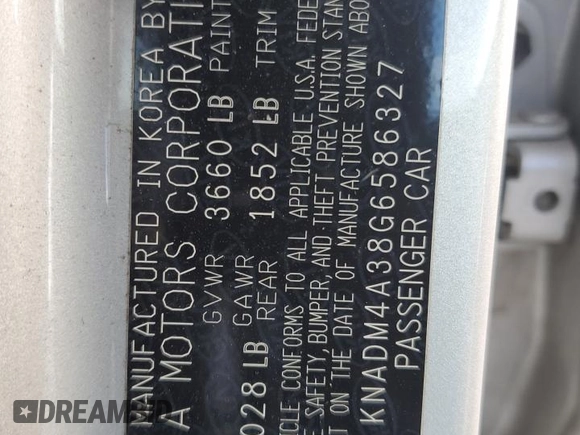 MANUFACTURED IN KOREA BY
A MOTORS CORPORATI
GVWR PAINT
3660 LB
GAWR
REAR TRIM
028 LB 1852 LB
CLE CONFORMS TO ALL APPLICABLE U.S.A. FEDE
SAFETY, BUMPER, AND THEFT PREVENTION STAN
T ON THE DATE OF MANUFACTURE SHOWN ABO
KNADM4A38G6586327
PASSENGER CAR
DREAMBID